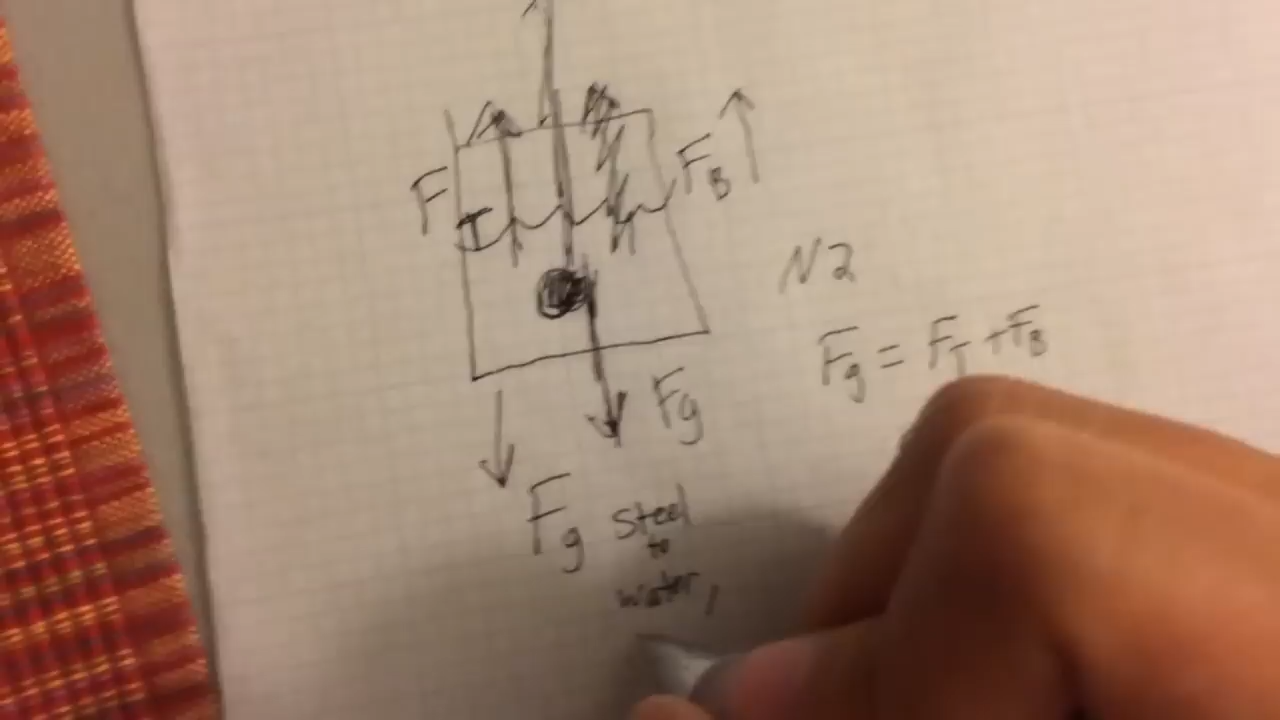 F_T
F_B
N2
F_g = F_T + F_B
F_g
F_g steel
to
water,